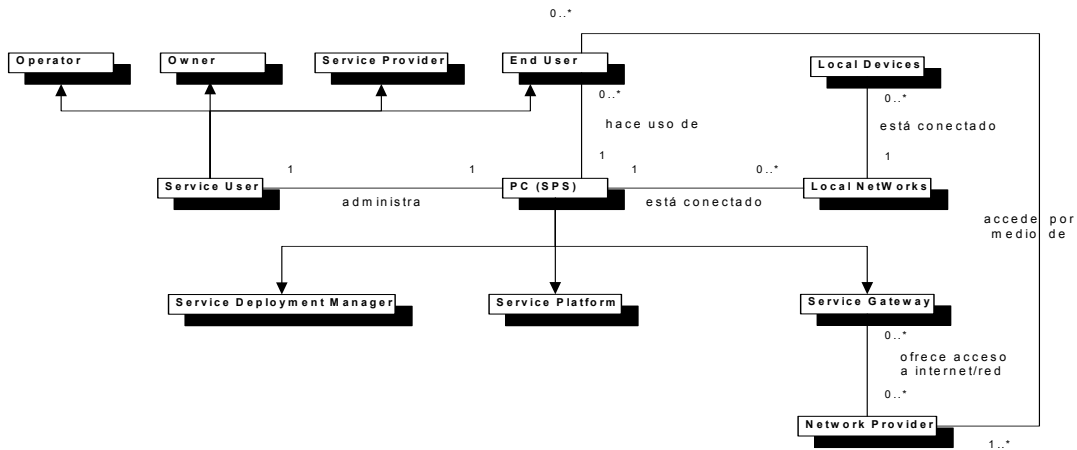 0..*
Operator
Owner
Service Provider
End User
Local Devices
0..*
0..*
hace uso de
está conectado
1
1
1
1
0..*
1
Service User
PC (SPS)
Local NetWorks
administra
está conectado
accede por
medio de
Service Deployment Manager
Service Platform
Service Gateway
0..*
ofrece acceso
a internet/red
0..*
Network Provider
1..*